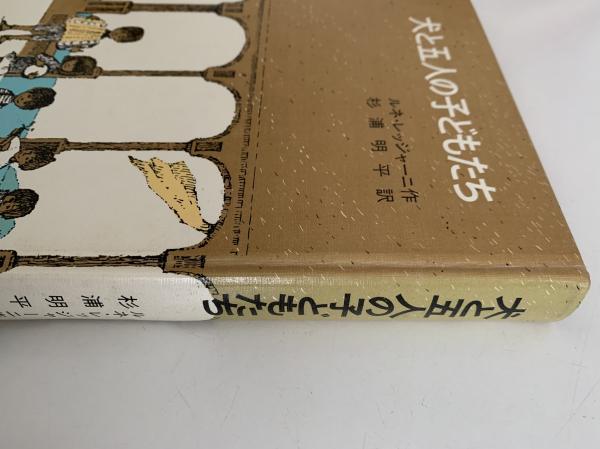 犬と五人の子どもたち
ルネ・レッジャーニ作
杉浦明平訳
犬と五人の子どもたち
ルネ・レッジャーニ
杉浦明平